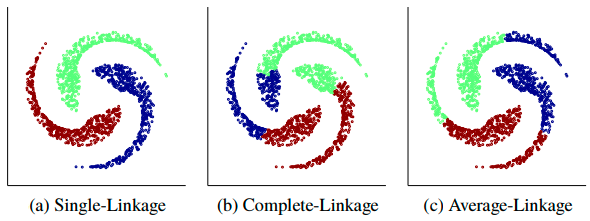 (a) Single-Linkage
(b) Complete-Linkage
(c) Average-Linkage